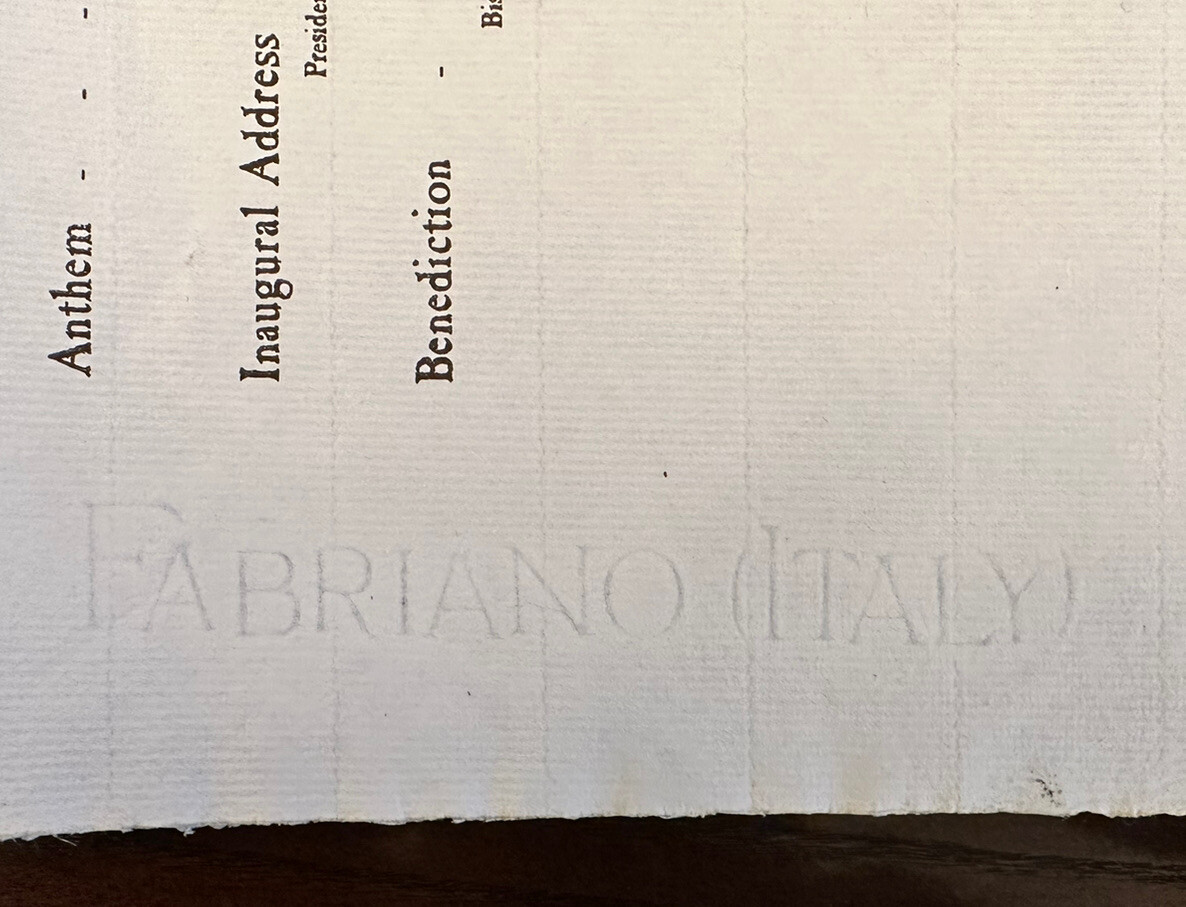 Anthem - - -
Inaugural Address
Benediction -
FABRIANO (ITALY)